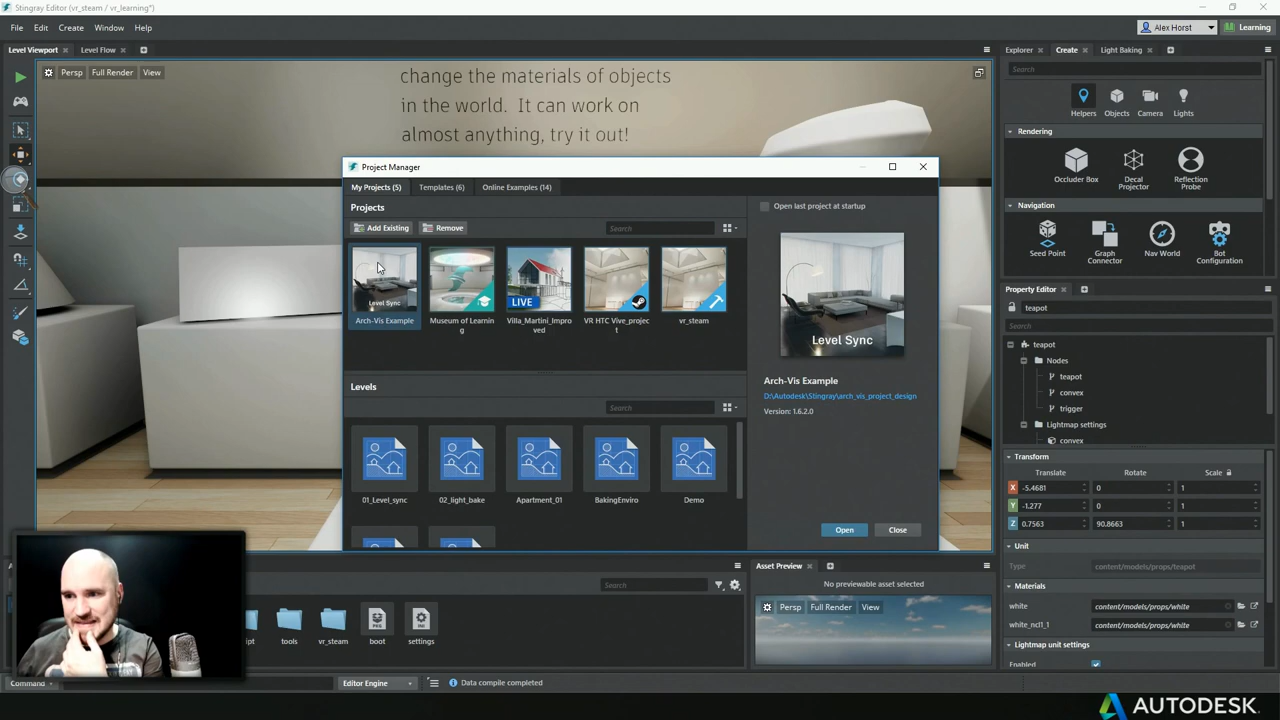 Stingray Editor (vr_steam / vr_learning*)
File Edit Create Window Help
Alex Horst Learning
Level Viewport Level Flow
Explorer Create Light Baking
Persp Full Render View
Search
change the materials of objects
in the world. It can work on
almost anything, try it out!
Helpers Objects Camera Lights
Rendering
Occluder Box Decal Projector Reflection Probe
Navigation
Seed Point Graph Connector Nav World Bot Configuration
Project Manager
My Projects (5) Templates (6) Online Examples (14)
Projects
Open last project at startup
Add Existing Remove Search
Level Sync
LIVE
Arch-Vis Example
Museum of Learnin
g
Villa_Martini_Impro
ved
VR HTC Vive_projec
t
vr_steam
Level Sync
Levels
Arch-Vis Example
D:\Autodesk\Stingray\arch_vis_project_design
Version: 1.6.2.0
Search
01_Level_sync 02_light_bake Apartment_01 BakingEnviro Demo
Open Close
Property Editor
teapot
Search
teapot
Nodes
teapot
convex
trigger
Lightmap settings
convex
Transform
Translate Rotate Scale
X -5.4681 0 1
Y -1.277 0 1
Z 0.7563 90.8663 1
Unit
Type content/models/props/teapot
Materials
white content/models/props/white
white_ncl1_1 content/models/props/white
Lightmap unit settings
Enabled
Search
tools vr_steam boot settings
Asset Preview
No previewable asset selected
Persp Full Render View
Command Editor Engine Data compile completed
AUTODESK.